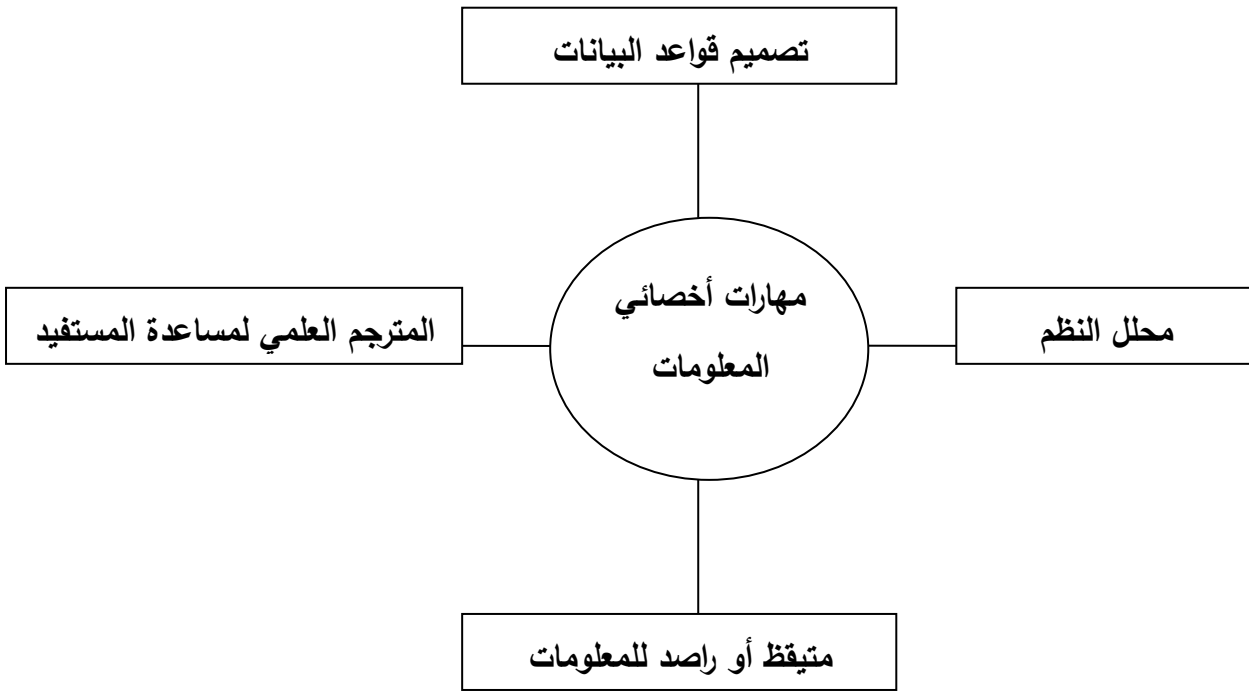 تصميم قواعد البيانات
مهارات أخصائي
المعلومات
محلل النظم
المترجم العلمي لمساعدة المستفيد
متيقظ أو راصد للمعلومات